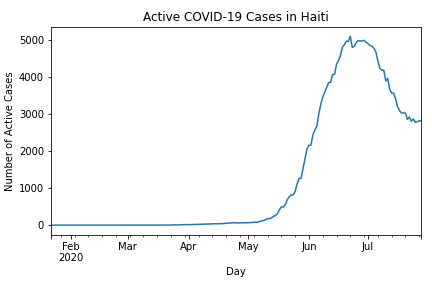 Active COVID-19 Cases in Haiti
Number of Active Cases
5000
4000
3000
2000
1000
0
Feb Mar Apr May Jun Jul
2020
Day